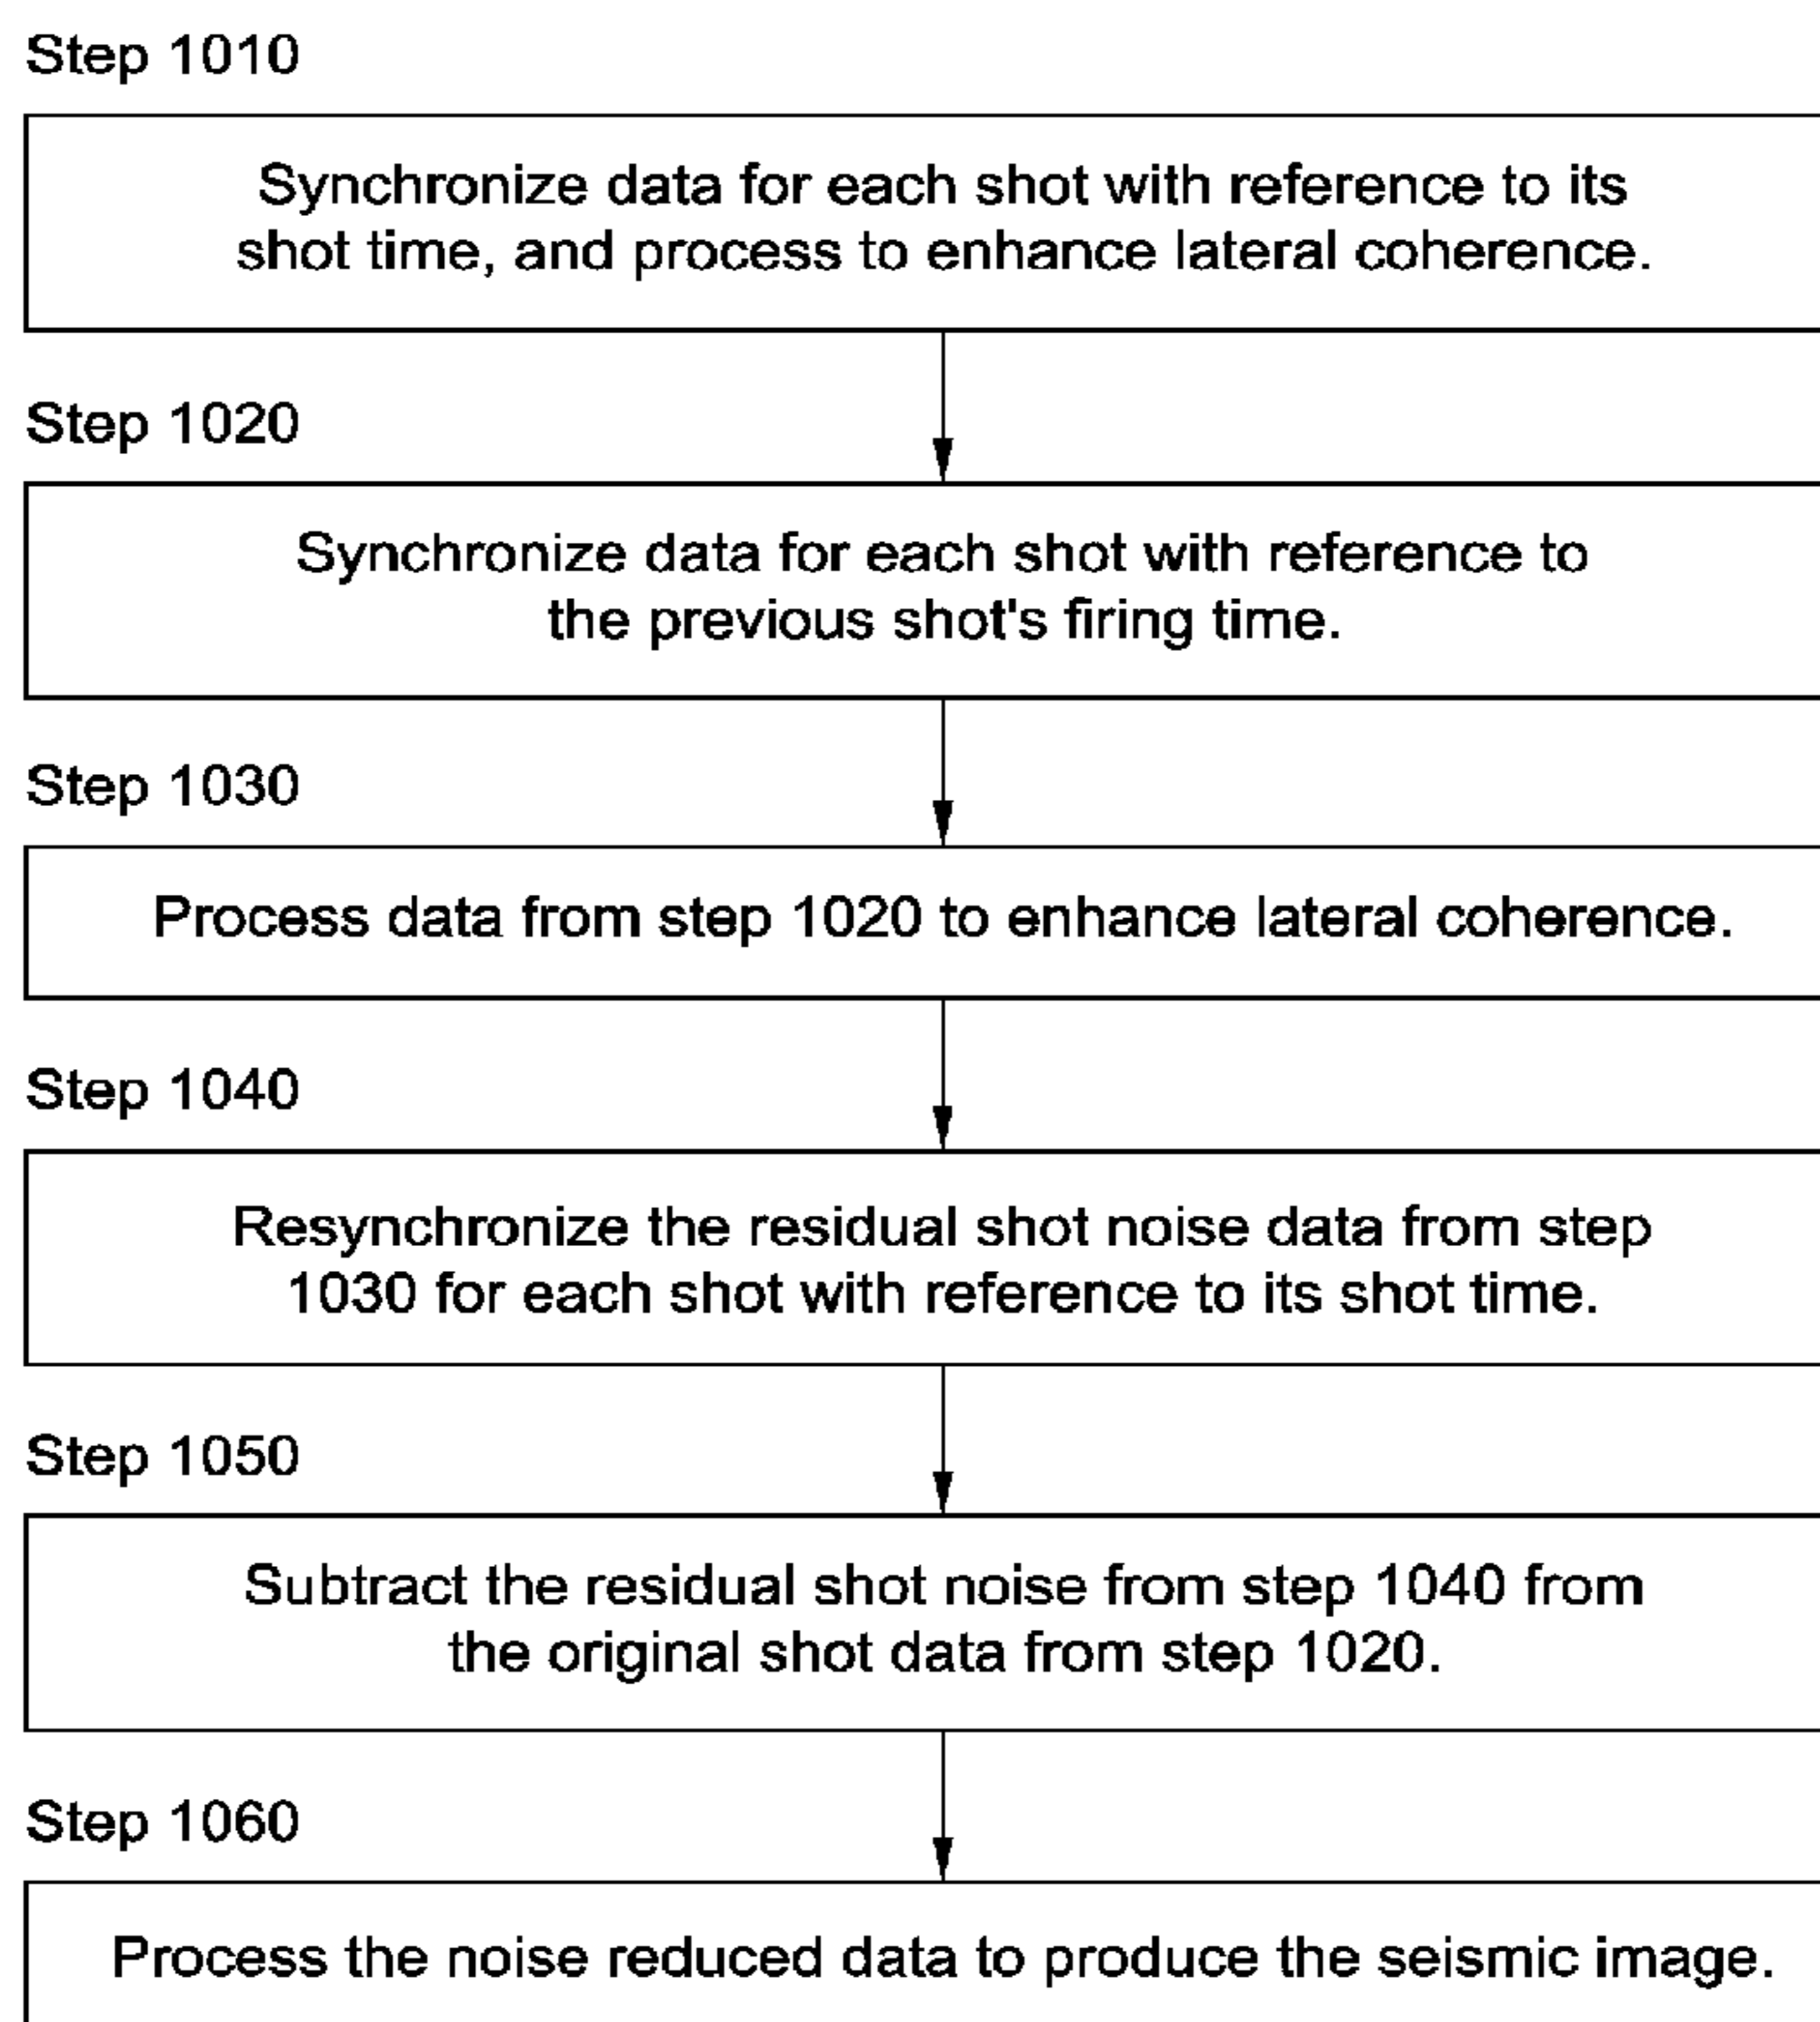 Step 1010
Synchronize data for each shot with reference to its
shot time, and process to enhance lateral coherence.
Step 1020
Synchronize data for each shot with reference to
the previous shot's firing time.
Step 1030
Process data from step 1020 to enhance lateral coherence.
Step 1040
Resynchronize the residual shot noise data from step
1030 for each shot with reference to its shot time.
Step 1050
Subtract the residual shot noise from step 1040 from
the original shot data from step 1020.
Step 1060
Process the noise reduced data to produce the seismic image.